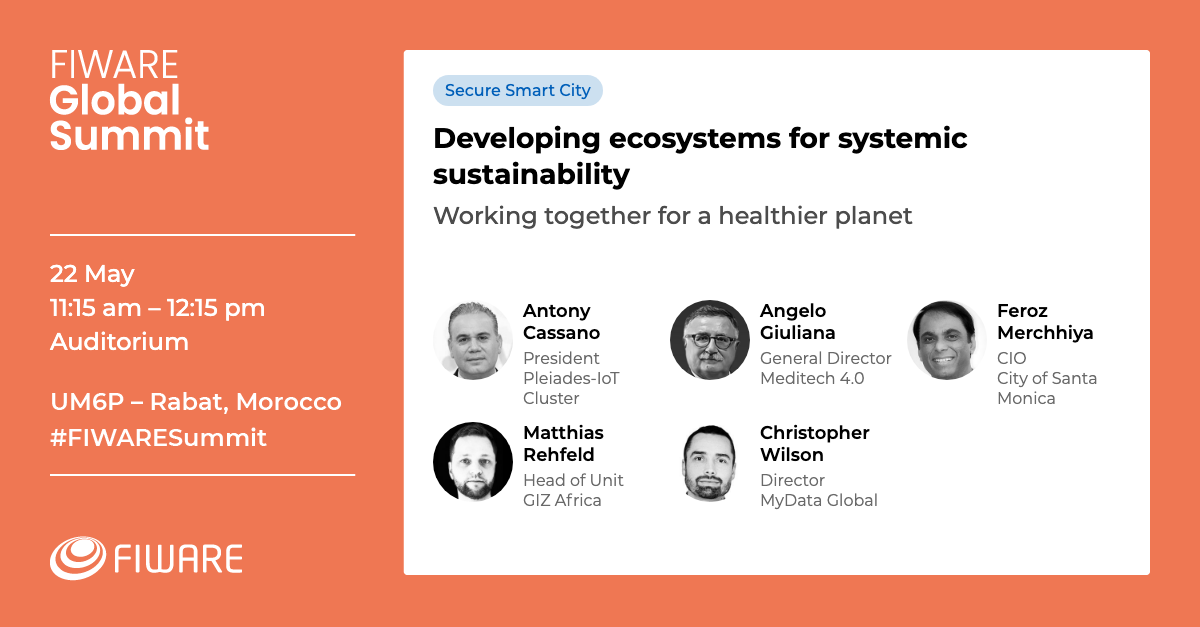 FIWARE
Global
Summit
22 May
11:15 am – 12:15 pm
Auditorium
UM6P – Rabat, Morocco
#FIWARESummit
FIWARE
Secure Smart City
Developing ecosystems for systemic
sustainability
Working together for a healthier planet
Antony
Cassano
President
Pleiades-IoT
Cluster
Angelo
Giuliana
General Director
Meditech 4.0
Feroz
Merchhiya
CIO
City of Santa
Monica
Matthias
Rehfeld
Head of Unit
GIZ Africa
Christopher
Wilson
Director
MyData Global